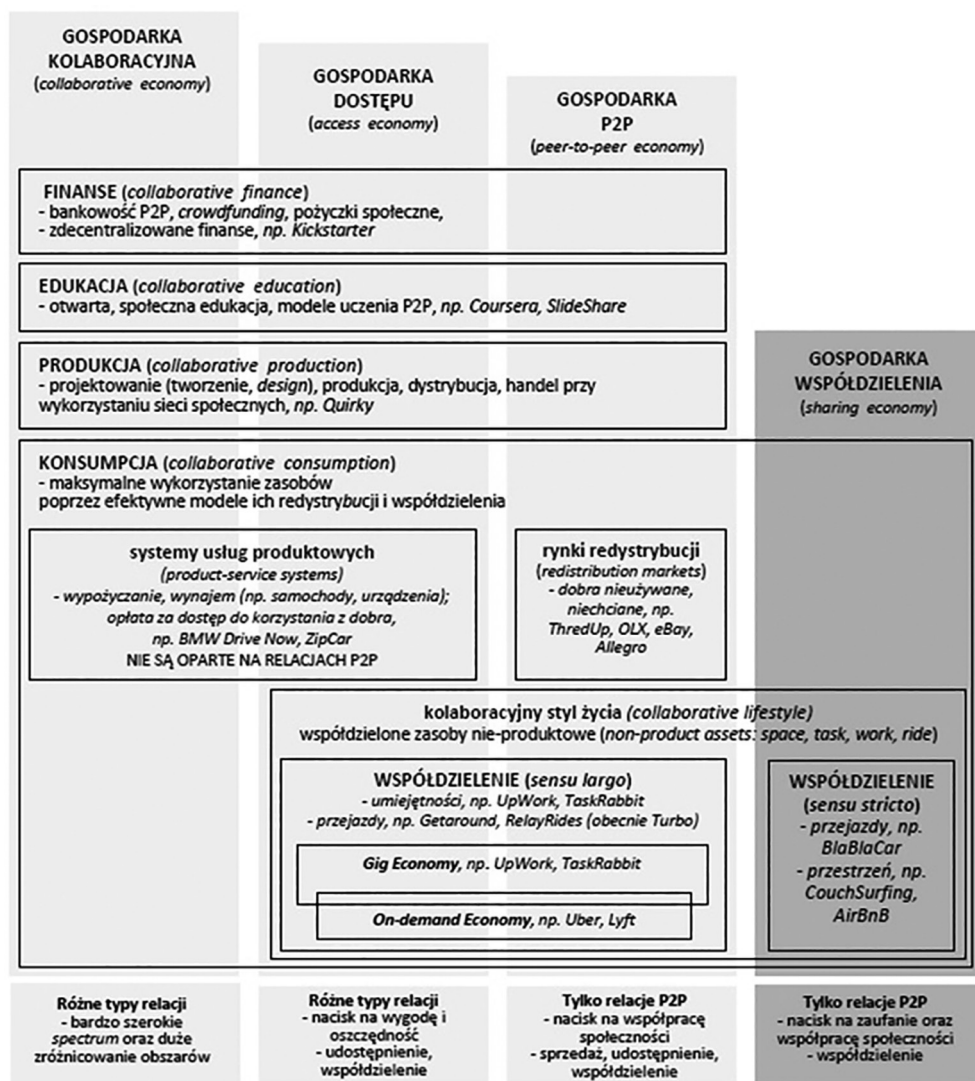 GOSPODARKA
KOLABORACYJNA
(collaborative economy)
GOSPODARKA
DOSTĘPU
(access economy)
GOSPODARKA
P2P
(peer-to-peer economy)
FINANSE (collaborative finance)
- bankowość P2P, crowdfunding, pożyczki społeczne,
- zdecentralizowane finanse, np. Kickstarter
EDUKACJA (collaborative education)
- otwarta, społeczna edukacja, modele uczenia P2P, np. Coursera, SlideShare
PRODUKCJA (collaborative production)
- projektowanie (tworzenie, design), produkcja, dystrybucja, handel przy
wykorzystaniu sieci społecznych, np. Quirky
GOSPODARKA
WSPÓŁDZIELENIA
(sharing economy)
KONSUMPCJA (collaborative consumption)
- maksymalne wykorzystanie zasobów
poprzez efektywne modele ich redystrybucji i współdzielenia
systemy usług produktowych
(product-service systems)
- wypożyczanie, wynajem (np. samochody, urządzenia);
opłata za dostęp do korzystania z dobra,
np. BMW Drive Now, ZipCar
NIE SĄ OPARTE NA RELACJACH P2P
rynki redystrybucji
(redistribution markets)
- dobra nieużywane,
niechciane, np.
ThredUp, OLX, eBay,
Allegro
kolaboracyjny styl życia (collaborative lifestyle)
współdzielone zasoby nie-produktowe (non-product assets: space, task, work, ride)
WSPÓŁDZIELENIE (sensu largo)
- umiejętności, np. UpWork, TaskRabbit
- przejazdy, np. Getaround, RelayRides (obecnie Turbo)
Gig Economy, np. UpWork, TaskRabbit
On-demand Economy, np. Uber, Lyft
WSPÓŁDZIELENIE
(sensu stricto)
- przejazdy, np.
BlaBlaCar
- przestrzeń, np.
CouchSurfing,
AirBnB
Różne typy relacji
- bardzo szerokie
spectrum oraz duże
zróżnicowanie obszarów
Różne typy relacji
- nacisk na wygodę i
oszczędność
- udostępnienie,
współdzielenie
Tylko relacje P2P
- nacisk na współpracę
społeczności
- sprzedaż, udostępnienie,
współdzielenie
Tylko relacje P2P
- nacisk na zaufanie oraz
współpracę społeczności
- współdzielenie